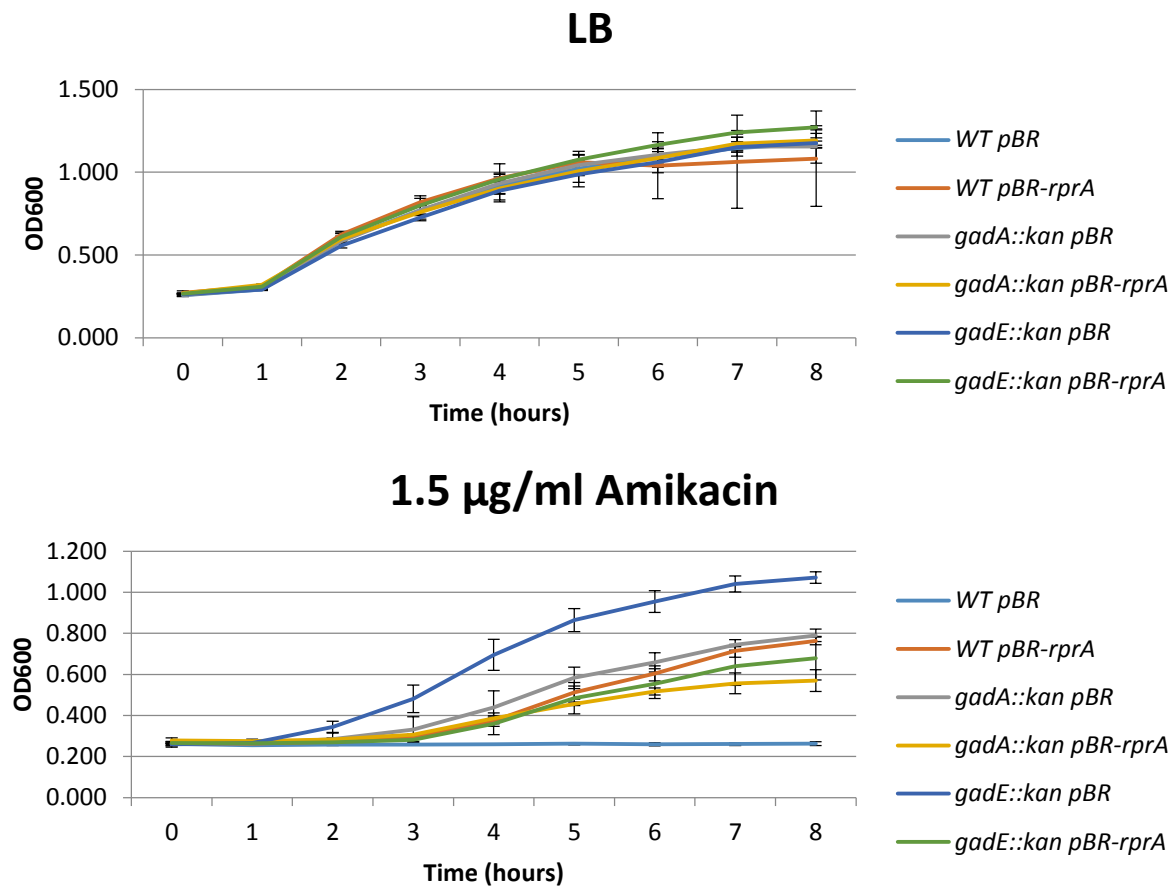 LB
1.500
1.000
0.500
0.000
OD600
0 1 2 3 4 5 6 7 8
Time (hours)
WT pBR
WT pBR-rprA
gadA::kan pBR
gadA::kan pBR-rprA
gadE::kan pBR
gadE::kan pBR-rprA
1.5 µg/ml Amikacin
1.200
1.000
0.800
0.600
0.400
0.200
0.000
OD600
0 1 2 3 4 5 6 7 8
Time (hours)
WT pBR
WT pBR-rprA
gadA::kan pBR
gadA::kan pBR-rprA
gadE::kan pBR
gadE::kan pBR-rprA